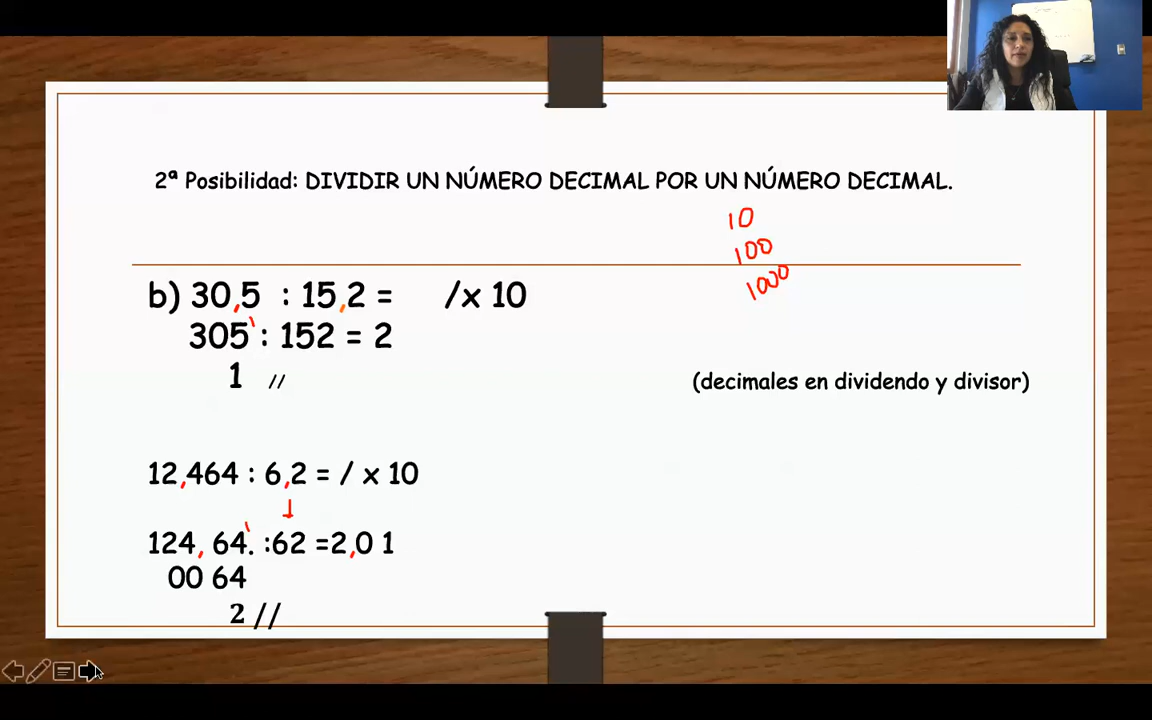 2ª Posibilidad: DIVIDIR UN NÚMERO DECIMAL POR UN NÚMERO DECIMAL.
10
100
1000
b) 30,5 : 15,2 = /x 10
305' : 152 = 2
1 //
(decimales en dividendo y divisor)
12,464 : 6,2 = / x 10
124, 64.' :62 =2,0 1
00 64
2 //